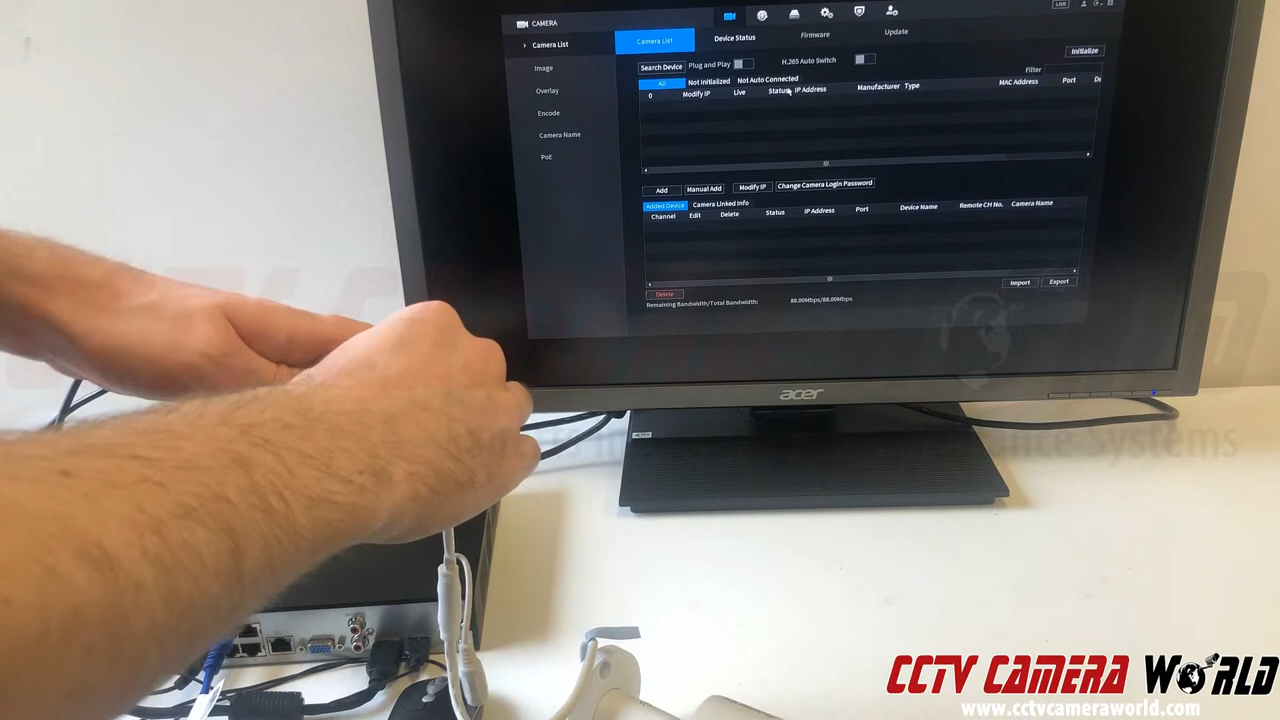 CAMERA
LIVE
Camera List
Image
Overlay
Encode
Camera Name
PoE
Camera List Device Status Firmware Update
Search Device Plug and Play H.265 Auto Switch Initialize
All Not Initialized Not Auto Connected Filter
0 Modify IP Live Status IP Address Manufacturer Type MAC Address Port De
Add Manual Add Modify IP Change Camera Login Password
Added Device Camera Linked Info
Channel Edit Delete Status IP Address Port Device Name Remote CH No. Camera Name
Delete Import Export
Remaining Bandwidth/Total Bandwidth: 88.00Mbps/88.00Mbps
acer
CCTV CAMERA WORLD
www.cctvcameraworld.com
Systems